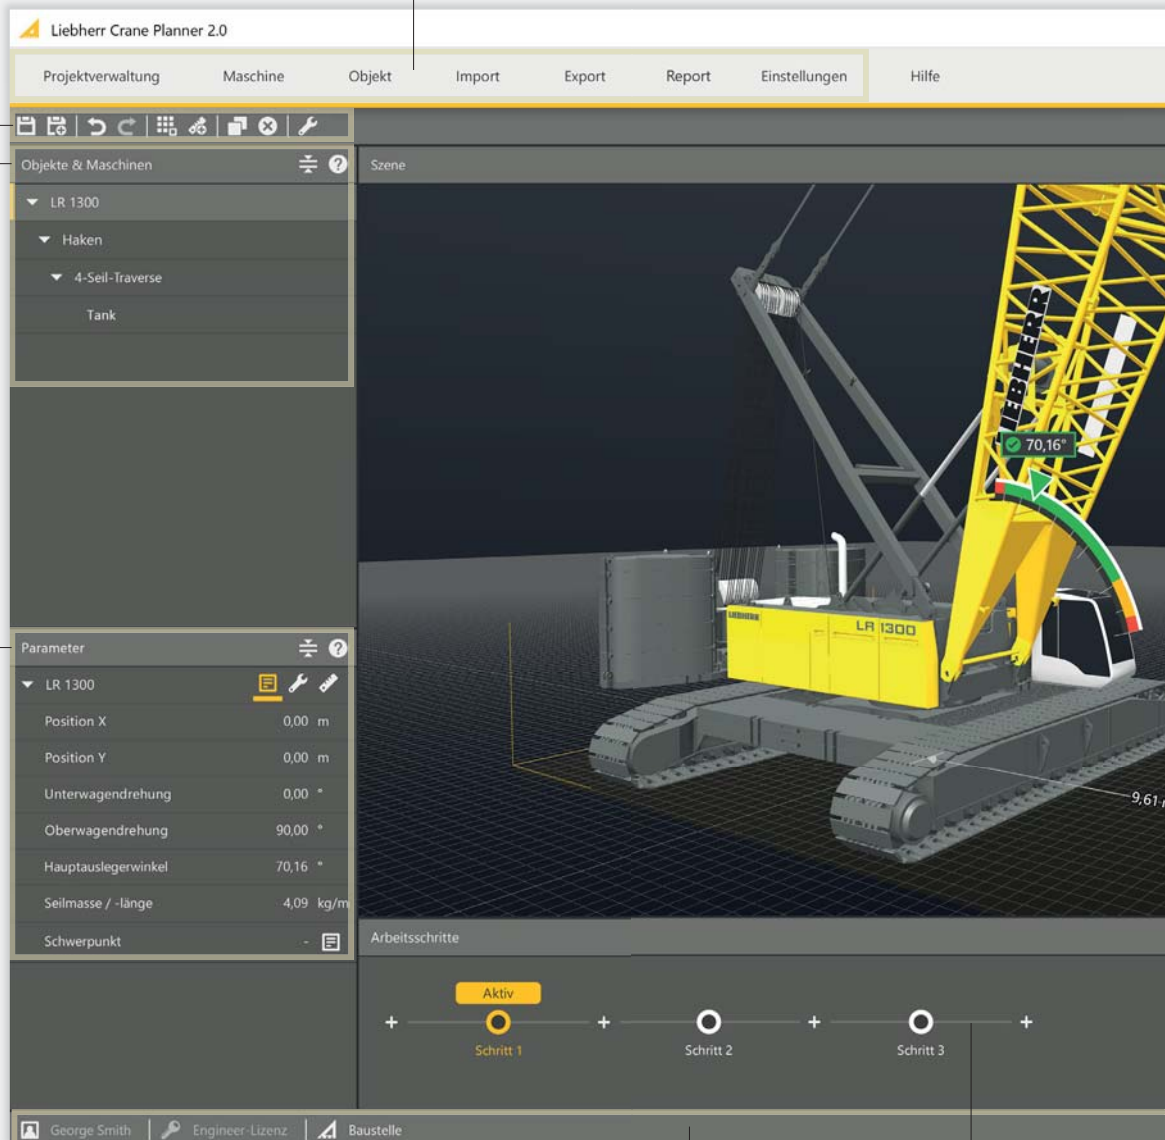 Liebherr Crane Planner 2.0
Projektverwaltung Maschine Objekt Import Export Report Einstellungen Hilfe
Objekte & Maschinen
Szene
LR 1300
Haken
4-Seil-Traverse
Tank
LIEBHERR
70,16°
LIEBHERR
LR 1300
9,61
Parameter
LR 1300
Position X 0,00 m
Position Y 0,00 m
Unterwagendrehung 0,00 °
Oberwagendrehung 90,00 °
Hauptauslegerwinkel 70,16 °
Seilmasse / -länge 4,09 kg/m
Schwerpunkt -
Arbeitsschritte
Aktiv
Schritt 1 Schritt 2 Schritt 3
George Smith Engineer-Lizenz Baustelle